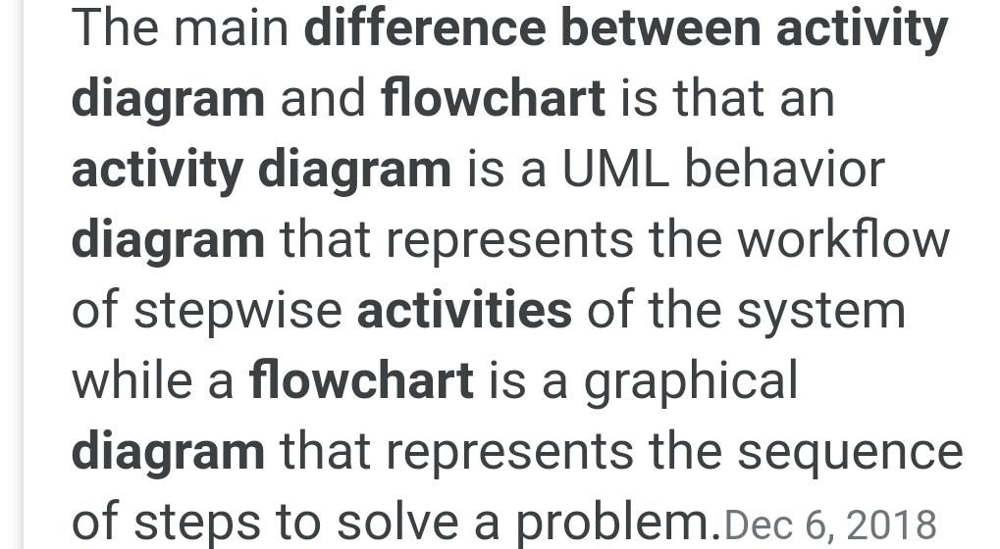 The main difference between activity
diagram and flowchart is that an
activity diagram is a UML behavior
diagram that represents the workflow
of stepwise activities of the system
while a flowchart is a graphical
diagram that represents the sequence
of steps to solve a problem.Dec 6, 2018